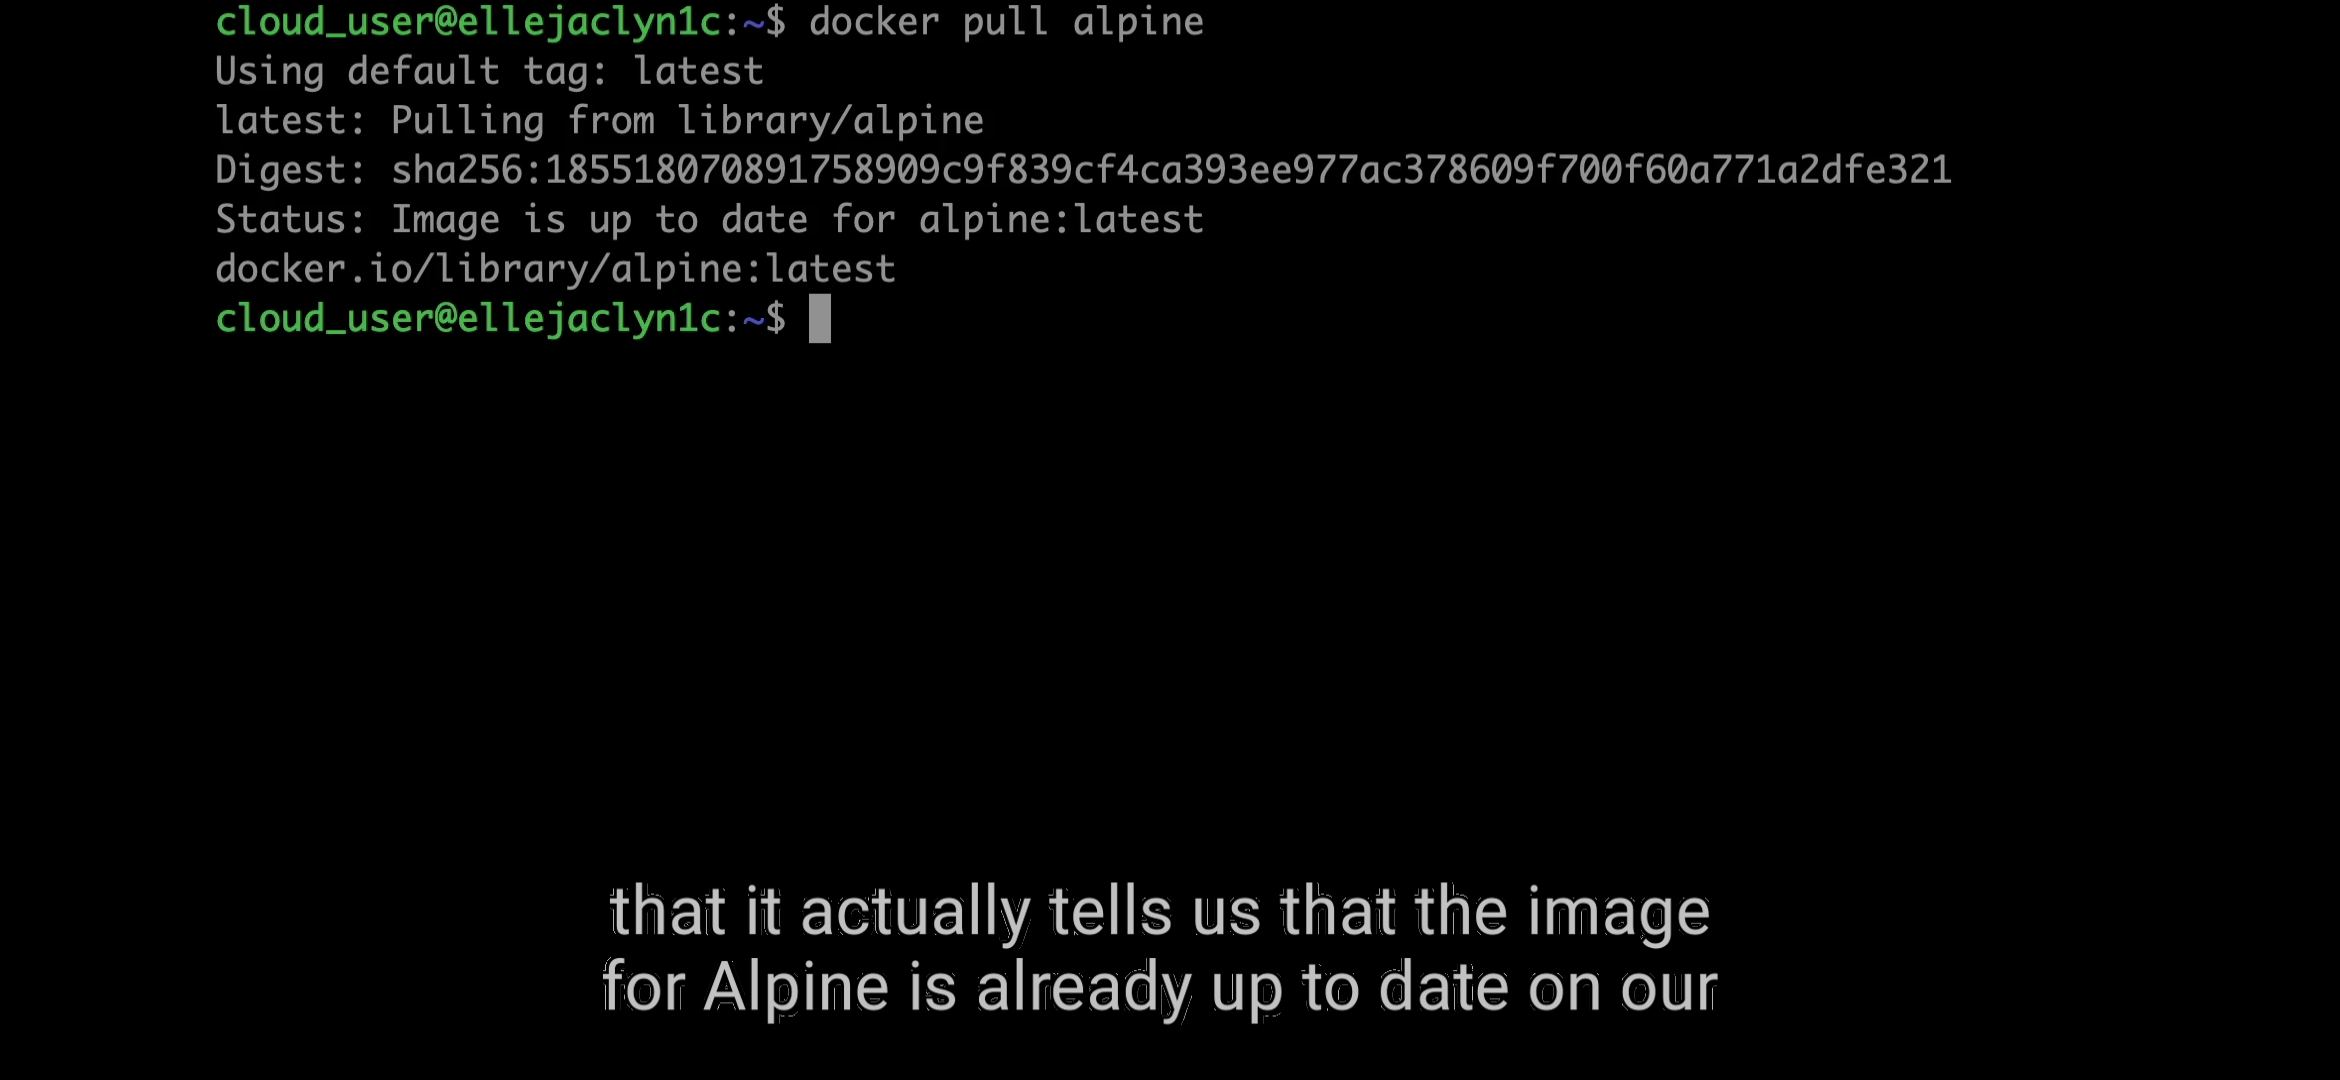 cloud_user@ellejaclyn1c:~$ docker pull alpine
Using default tag: latest
latest: Pulling from library/alpine
Digest: sha256:185518070891758909c9f839cf4ca393ee977ac378609f700f60a771a2dfe321
Status: Image is up to date for alpine:latest
docker.io/library/alpine:latest
cloud_user@ellejaclyn1c:~$
that it actually tells us that the image
for Alpine is already up to date on our